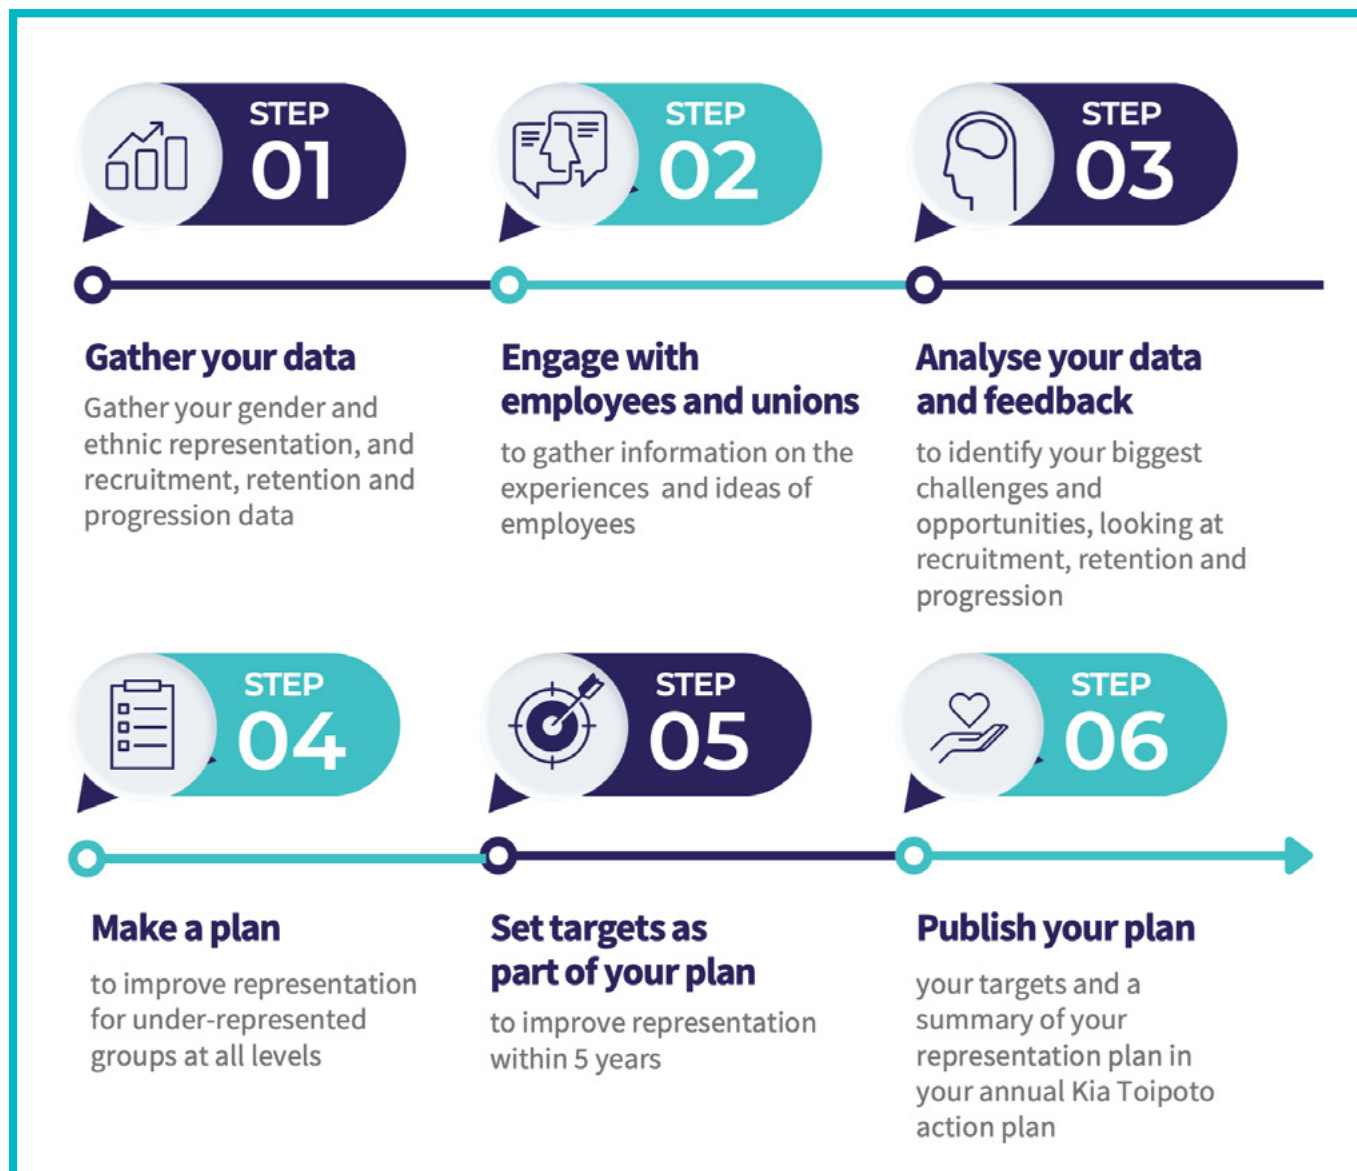 STEP
01
Gather your data
Gather your gender and
ethnic representation, and
recruitment, retention and
progression data
STEP
02
Engage with
employees and unions
to gather information on the
experiences and ideas of
employees
STEP
03
Analyse your data
and feedback
to identify your biggest
challenges and
opportunities, looking at
recruitment, retention and
progression
STEP
04
Make a plan
to improve representation
for under-represented
groups at all levels
STEP
05
Set targets as
part of your plan
to improve representation
within 5 years
STEP
06
Publish your plan
your targets and a
summary of your
representation plan in
your annual Kia Toipoto
action plan